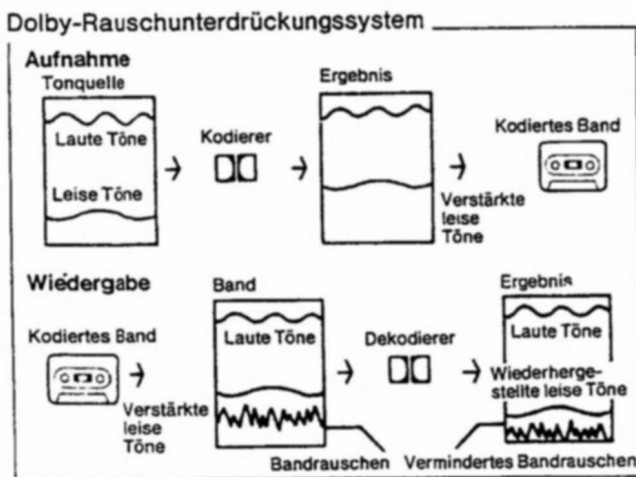 Dolby-Rauschunterdrückungssystem
Aufnahme
Tonquelle
Laute Töne
Leise Töne
Kodierer
Ergebnis
Verstärkte
leise
Töne
Kodiertes Band
Wiedergabe
Kodiertes Band
Verstärkte
leise
Töne
Band
Laute Töne
Bandrauschen
Dekodierer
Ergebnis
Laute Töne
Wiederherge-
stellte leise Töne
Vermindertes Bandrauschen